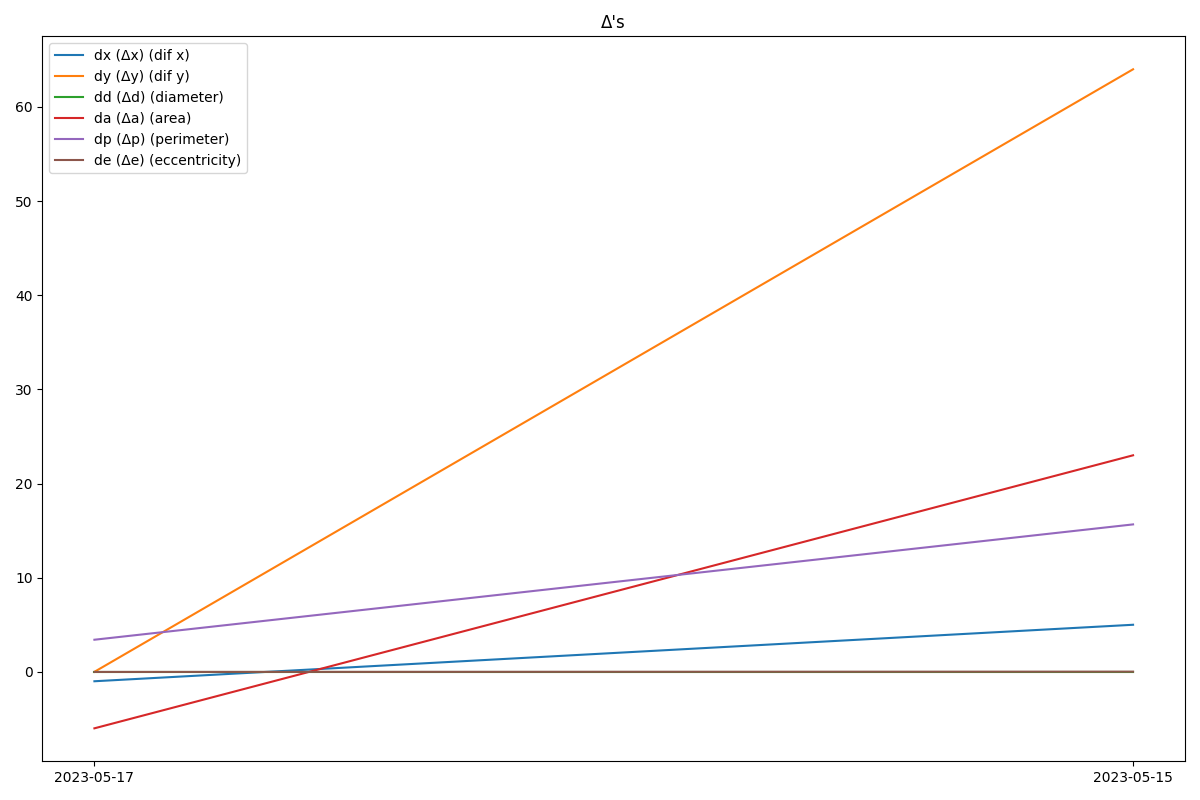 Δ's
dx (Δx) (dif x)
dy (Δy) (dif y)
dd (Δd) (diameter)
da (Δa) (area)
dp (Δp) (perimeter)
de (Δe) (eccentricity)
60
50
40
30
20
10
0
2023-05-17 2023-05-15